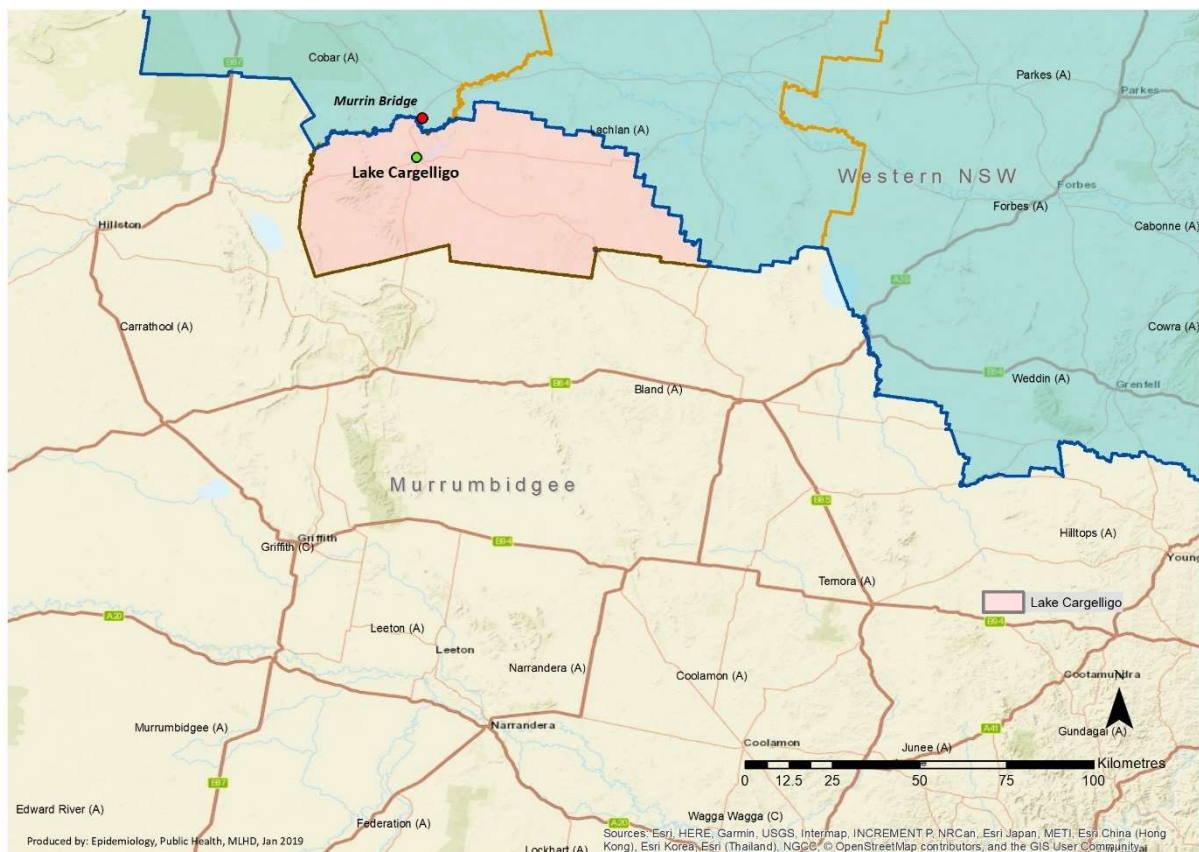 B87
Cobar (A)
Parkes (A)
Parkes
Murrin Bridge
Lachlan (A)
Lake Cargelligo
Western NSW
Forbes
Forbes (A)
Cabonne (A)
Hillston
A39
Carrathool (A)
Cowra (A)
B64
Bland (A)
B64
Weddin (A)
Grenfell
Murrumbidgee
B85
Griffith
Griffith (C)
B94
Hilltops (A)
Young
Temora (A)
Lake Cargelligo
A20
B94
Leeton (A)
Leeton
Narrandera (A)
Coolamon (A)
Cootamundra
N
Murrumbidgee (A)
Narrandera
A41
Gundagai (A)
Coolamon
Junee (A)
Kilometres
0 12.5 25 50 75 100
B87
Edward River (A)
Federation (A)
A20
Wagga Wagga (C)
Produced by: Epidemiology, Public Health, MLHD, Jan 2019
Lockhart (A)
Sources: Esri, HERE, Garmin, USGS, Intermap, INCREMENT P, NRCan, Esri Japan, METI, Esri China (Hong
Kong), Esri Korea, Esri (Thailand), NGCC, © OpenStreetMap contributors, and the GIS User Community